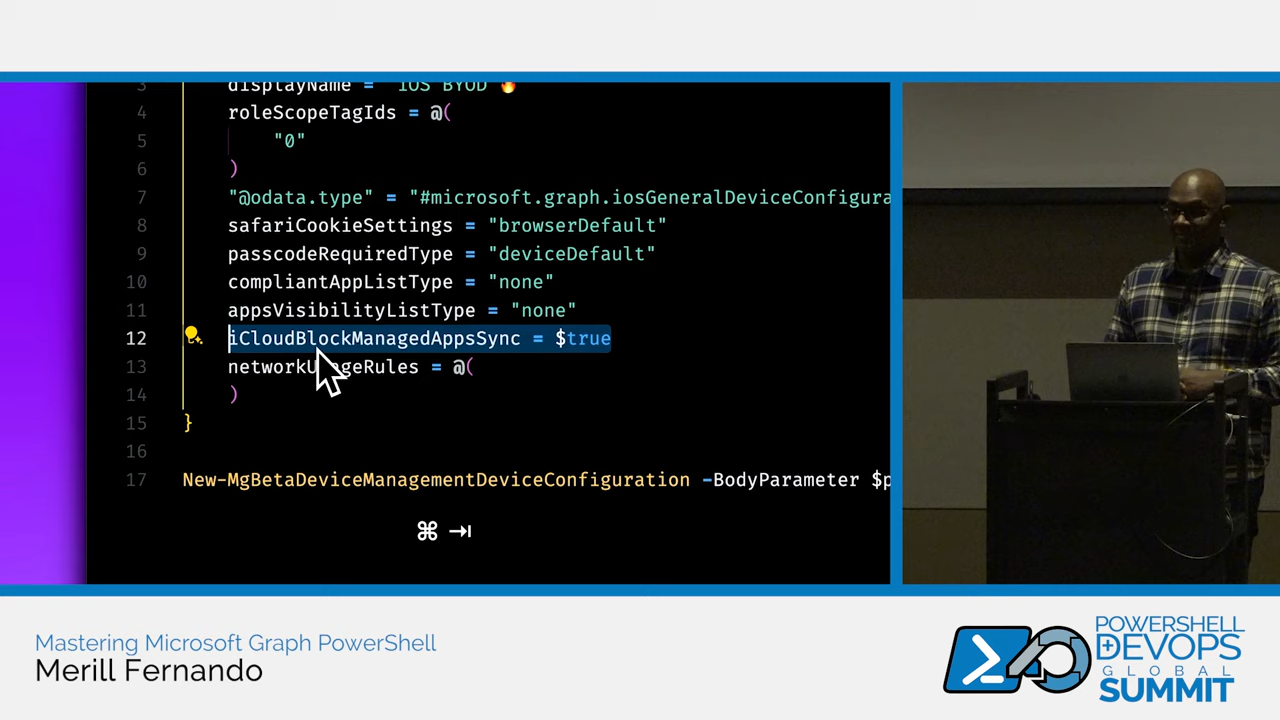 3 displayName = "iOS BYOD 🔥
4 roleScopeTagIds = @(
5 "0"
6 )
7 "@odata.type" = "#microsoft.graph.iosGeneralDeviceConfigura
8 safariCookieSettings = "browserDefault"
9 passcodeRequiredType = "deviceDefault"
10 compliantAppListType = "none"
11 appsVisibilityListType = "none"
12 iCloudBlockManagedAppsSync = $true
13 networkUsageRules = @(
14 )
15 }
16
17 New-MgBetaDeviceManagementDeviceConfiguration -BodyParameter $p
⌘ ⇥
Mastering Microsoft Graph PowerShell
Merill Fernando
POWERSHELL
DEVOPS
GLOBAL
SUMMIT